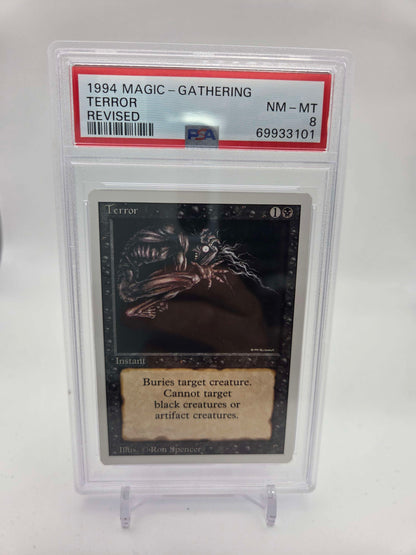 1994 MAGIC - GATHERING
TERROR
REVISED
NM - MT
8
PSA
69933101
Terror
1
Instant
Buries target creature.
Cannot target
black creatures or
artifact creatures.
Illus. © Ron Spencer